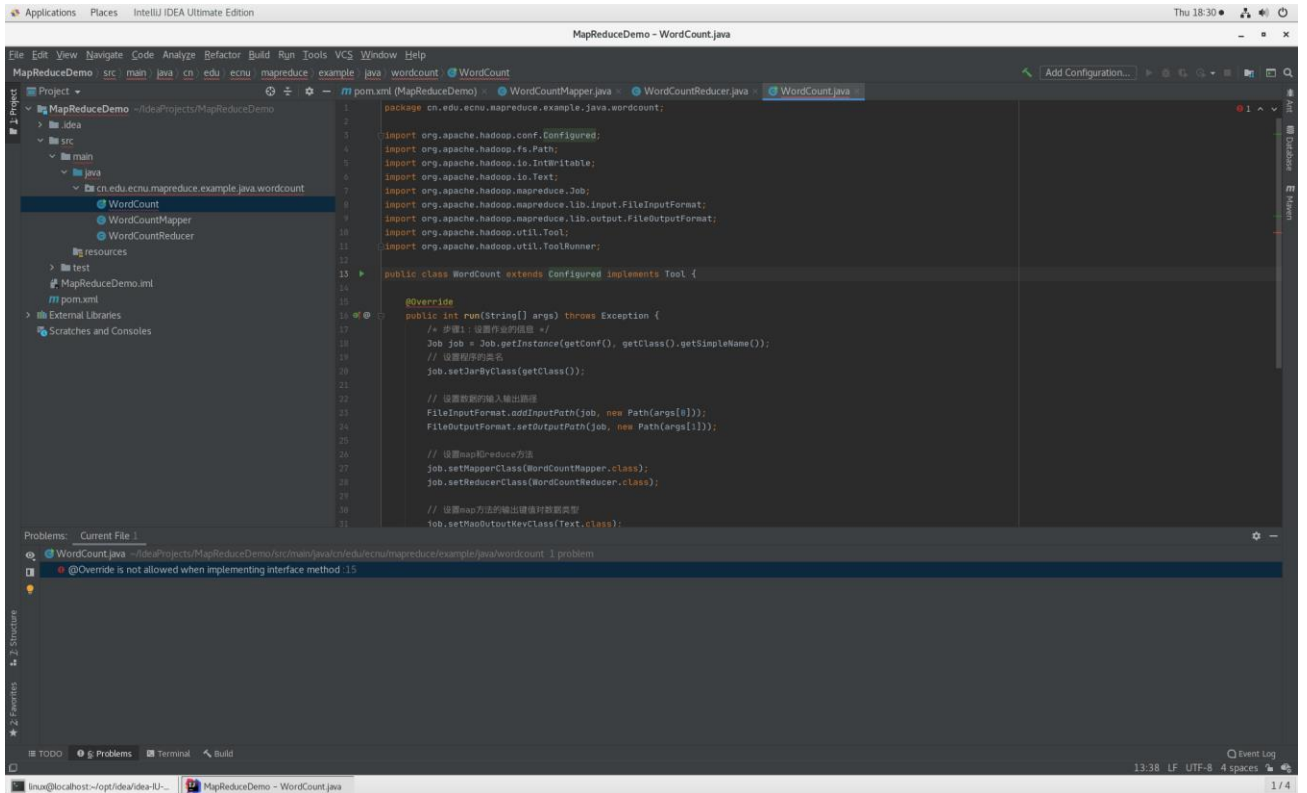 Applications Places IntelliJ IDEA Ultimate Edition Thu 18:30
MapReduceDemo – WordCount.java
File Edit View Navigate Code Analyze Refactor Build Run Tools VCS Window Help
MapReduceDemo src main java cn edu ecnu mapreduce example java wordcount WordCount Add Configuration...
Project
m pom.xml (MapReduceDemo) WordCountMapper.java WordCountReducer.java WordCount.java
MapReduceDemo ~/IdeaProjects/MapReduceDemo
.idea
src
main
java
cn.edu.ecnu.mapreduce.example.java.wordcount
WordCount
WordCountMapper
WordCountReducer
resources
test
MapReduceDemo.iml
m pom.xml
External Libraries
Scratches and Consoles
1 package cn.edu.ecnu.mapreduce.example.java.wordcount;
2
3 import org.apache.hadoop.conf.Configured;
4 import org.apache.hadoop.fs.Path;
5 import org.apache.hadoop.io.IntWritable;
6 import org.apache.hadoop.io.Text;
7 import org.apache.hadoop.mapreduce.Job;
8 import org.apache.hadoop.mapreduce.lib.input.FileInputFormat;
9 import org.apache.hadoop.mapreduce.lib.output.FileOutputFormat;
10 import org.apache.hadoop.util.Tool;
11 import org.apache.hadoop.util.ToolRunner;
12
13 public class WordCount extends Configured implements Tool {
14
15 @Override
16 public int run(String[] args) throws Exception {
17 /* 步骤1：设置作业的信息 */
18 Job job = Job.getInstance(getConf(), getClass().getSimpleName());
19 // 设置程序的类名
20 job.setJarByClass(getClass());
21
22 // 设置数据的输入输出路径
23 FileInputFormat.addInputPath(job, new Path(args[0]));
24 FileOutputFormat.setOutputPath(job, new Path(args[1]));
25
26 // 设置map和reduce方法
27 job.setMapperClass(WordCountMapper.class);
28 job.setReducerClass(WordCountReducer.class);
29
30 // 设置map方法的输出键值对数据类型
31 job.setMapOutputKeyClass(Text.class);
1
1: Project
Ant
Database
m Maven
Problems: Current File 1
WordCount.java ~/IdeaProjects/MapReduceDemo/src/main/java/cn/edu/ecnu/mapreduce/example/java/wordcount 1 problem
@Override is not allowed when implementing interface method :15
Z: Structure
2: Favorites
TODO 6: Problems Terminal Build Event Log
13:38 LF UTF-8 4 spaces
linux@localhost:~/opt/idea/idea-IU-... MapReduceDemo – WordCount.java 1 / 4